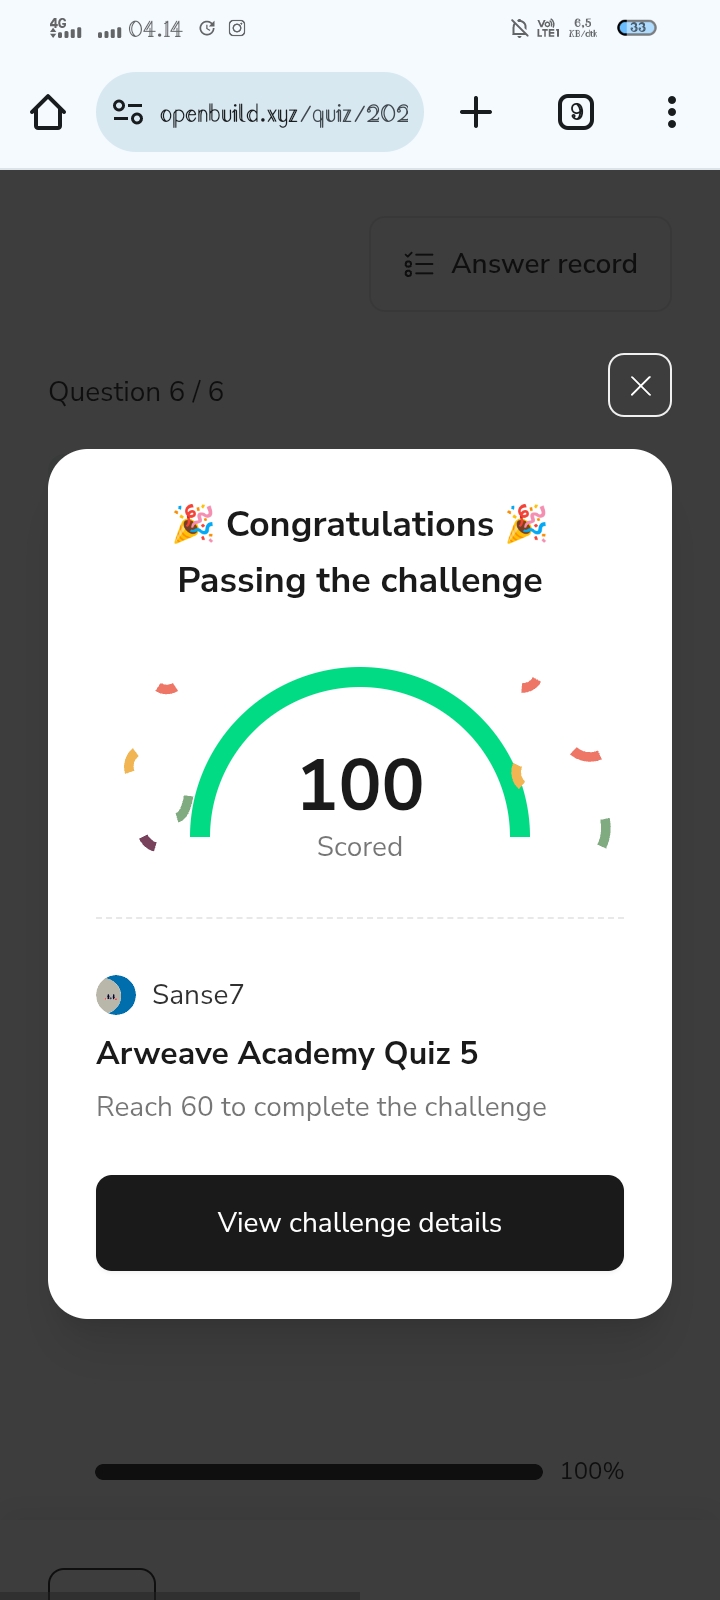 4G 04.14 Vo) LTE1 6,5 KB/dtk 33
openbuild.xyz/quiz/202 9
Answer record
Question 6 / 6
🎉 Congratulations 🎉
Passing the challenge
100
Scored
Sanse7
Arweave Academy Quiz 5
Reach 60 to complete the challenge
View challenge details
100%